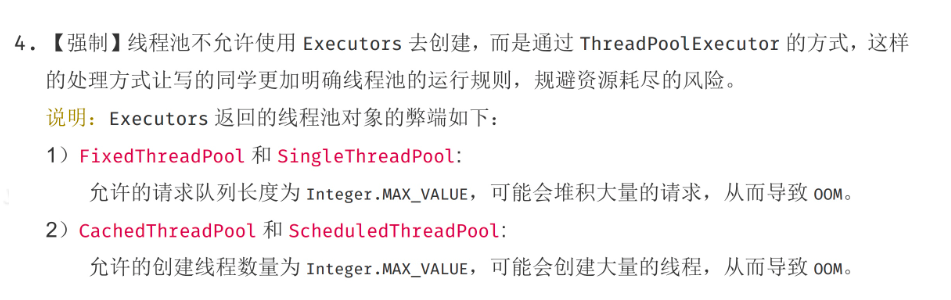 4. 【强制】线程池不允许使用 Executors 去创建，而是通过 ThreadPoolExecutor 的方式，这样
的处理方式让写的同学更加明确线程池的运行规则，规避资源耗尽的风险。
说明：Executors 返回的线程池对象的弊端如下：
1）FixedThreadPool 和 SingleThreadPool:
允许的请求队列长度为 Integer.MAX_VALUE，可能会堆积大量的请求，从而导致 OOM。
2）CachedThreadPool 和 ScheduledThreadPool:
允许的创建线程数量为 Integer.MAX_VALUE，可能会创建大量的线程，从而导致 OOM。